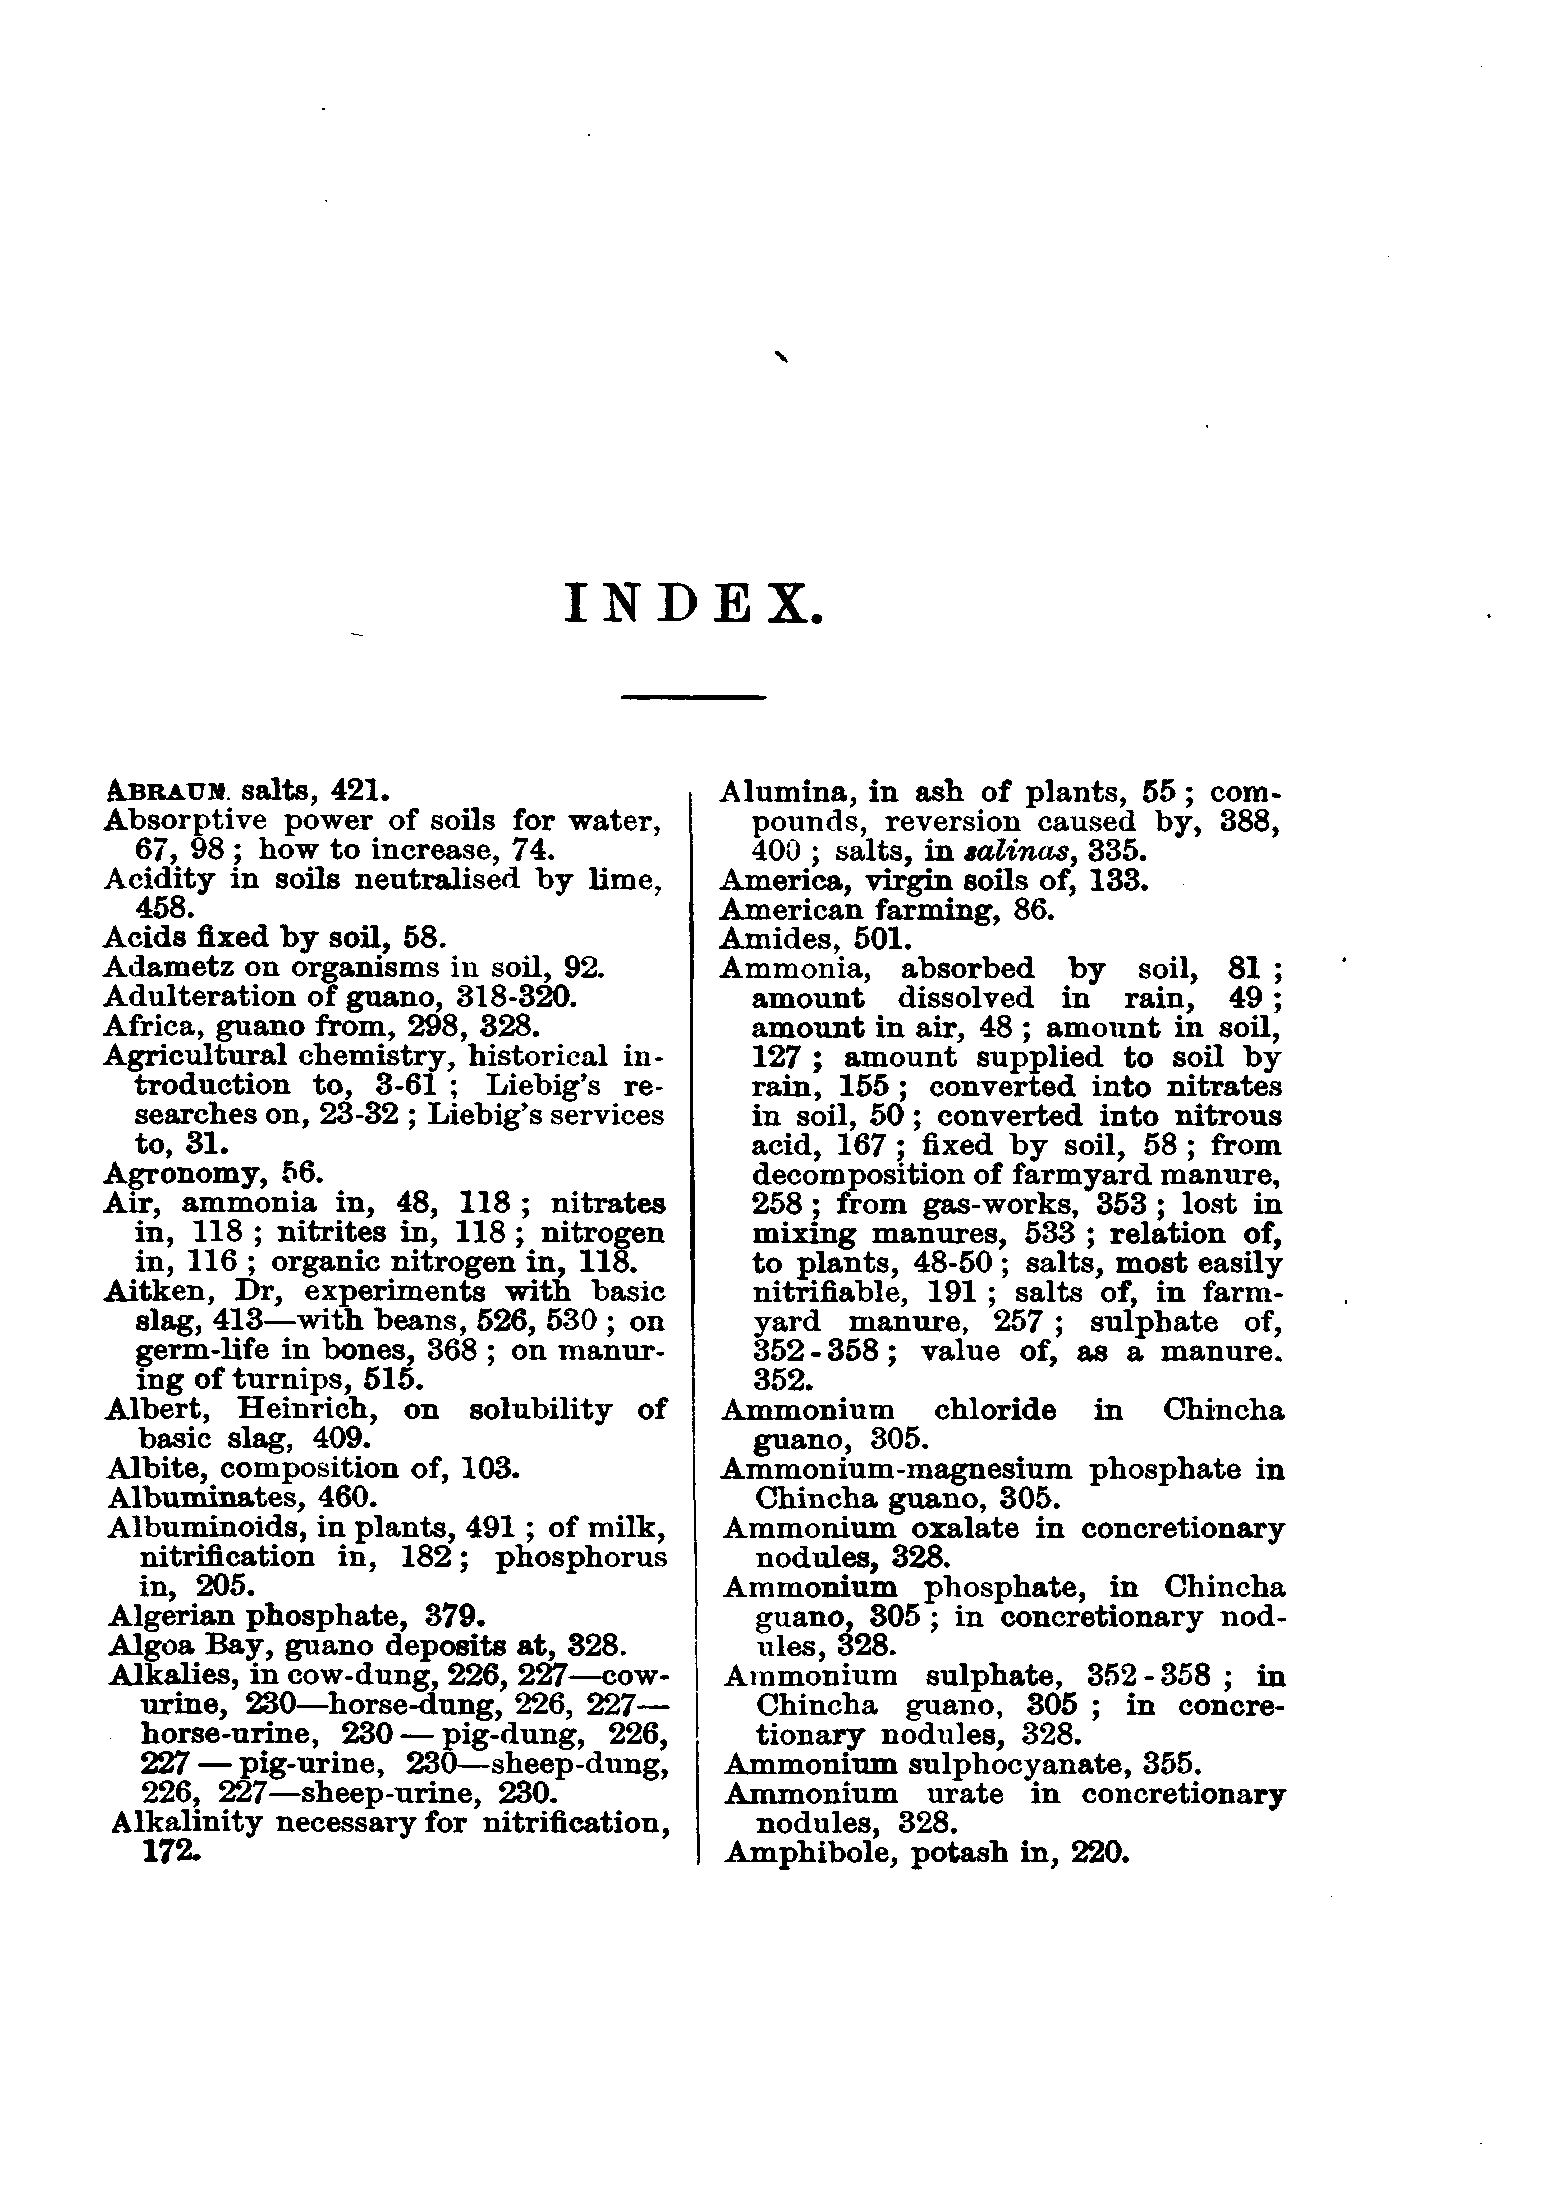 INDEX.
ABRAUM. salts, 421.
Absorptive power of soils for water,
67, 98 ; how to increase, 74.
Acidity in soils neutralised by lime,
458.
Acids fixed by soil, 58.
Adametz on organisms in soil, 92.
Adulteration of guano, 318-320.
Africa, guano from, 298, 328.
Agricultural chemistry, historical in-
troduction to, 3-61 ; Liebig's re-
searches on, 23-32 ; Liebig's services
to, 31.
Agronomy, 56.
Air, ammonia in, 48, 118 ; nitrates
in, 118 ; nitrites in, 118 ; nitrogen
in, 116 ; organic nitrogen in, 118.
Aitken, Dr, experiments with basic
slag, 413—with beans, 526, 530 ; on
germ-life in bones, 368 ; on manur-
ing of turnips, 515.
Albert, Heinrich, on solubility of
basic slag, 409.
Albite, composition of, 103.
Albuminates, 460.
Albuminoids, in plants, 491 ; of milk,
nitrification in, 182 ; phosphorus
in, 205.
Algerian phosphate, 379.
Algoa Bay, guano deposits at, 328.
Alkalies, in cow-dung, 226, 227—cow-
urine, 230—horse-dung, 226, 227—
horse-urine, 230 — pig-dung, 226,
227 — pig-urine, 230—sheep-dung,
226, 227—sheep-urine, 230.
Alkalinity necessary for nitrification,
172.
Alumina, in ash of plants, 55 ; com-
pounds, reversion caused by, 388,
400 ; salts, in salinas, 335.
America, virgin soils of, 133.
American farming, 86.
Amides, 501.
Ammonia, absorbed by soil, 81 ;
amount dissolved in rain, 49 ;
amount in air, 48 ; amount in soil,
127 ; amount supplied to soil by
rain, 155 ; converted into nitrates
in soil, 50 ; converted into nitrous
acid, 167 ; fixed by soil, 58 ; from
decomposition of farmyard manure,
258 ; from gas-works, 353 ; lost in
mixing manures, 533 ; relation of,
to plants, 48-50 ; salts, most easily
nitrifiable, 191 ; salts of, in farm-
yard manure, 257 ; sulphate of,
352-358 ; value of, as a manure.
352.
Ammonium chloride in Chincha
guano, 305.
Ammonium-magnesium phosphate in
Chincha guano, 305.
Ammonium oxalate in concretionary
nodules, 328.
Ammonium phosphate, in Chincha
guano, 305 ; in concretionary nod-
ules, 328.
Ammonium sulphate, 352-358 ; in
Chincha guano, 305 ; in concre-
tionary nodules, 328.
Ammonium sulphocyanate, 355.
Ammonium urate in concretionary
nodules, 328.
Amphibole, potash in, 220.